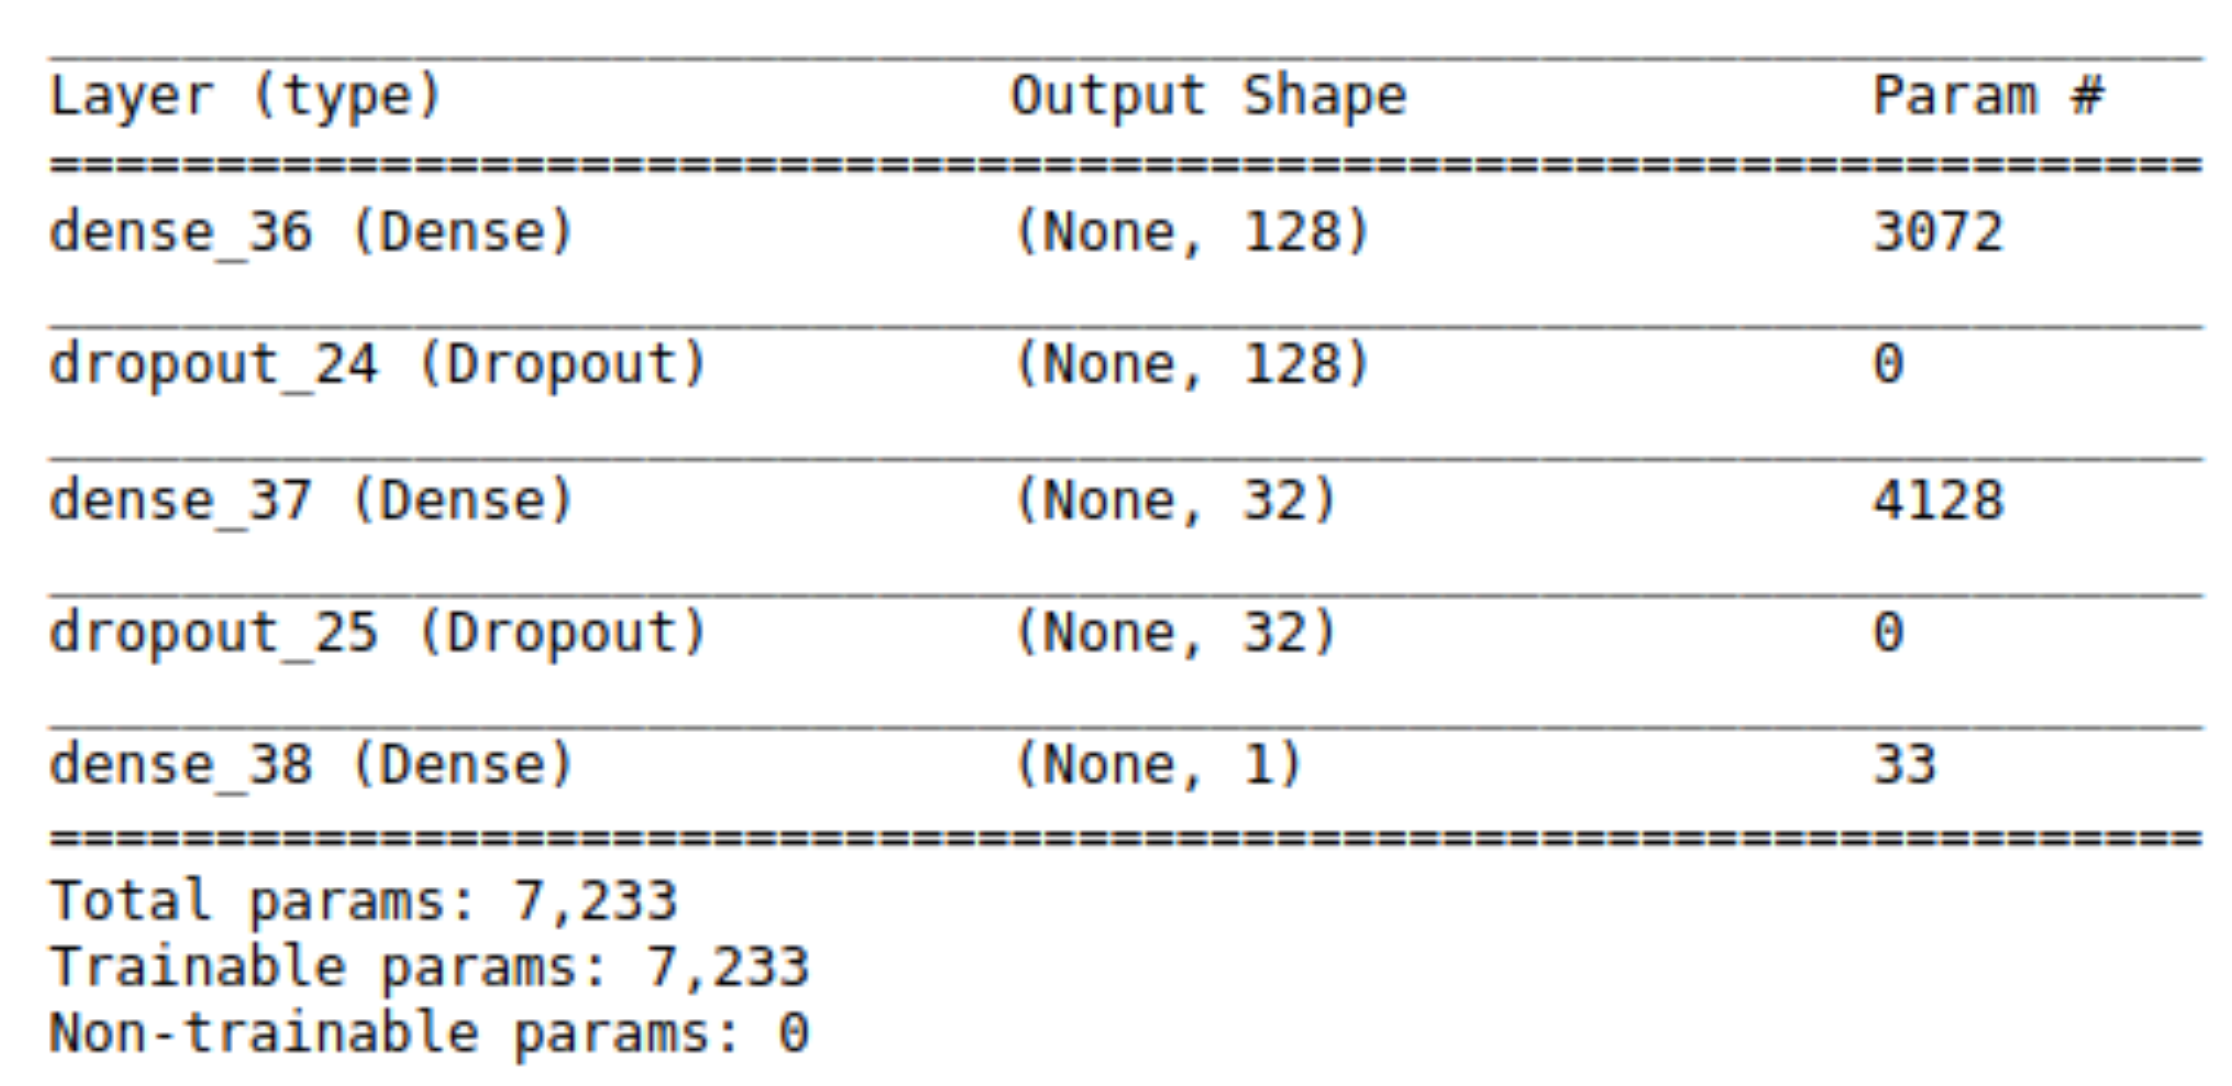 Layer (type) Output Shape Param #
=================================================================
dense_36 (Dense) (None, 128) 3072
dropout_24 (Dropout) (None, 128) 0
dense_37 (Dense) (None, 32) 4128
dropout_25 (Dropout) (None, 32) 0
dense_38 (Dense) (None, 1) 33
=================================================================
Total params: 7,233
Trainable params: 7,233
Non-trainable params: 0